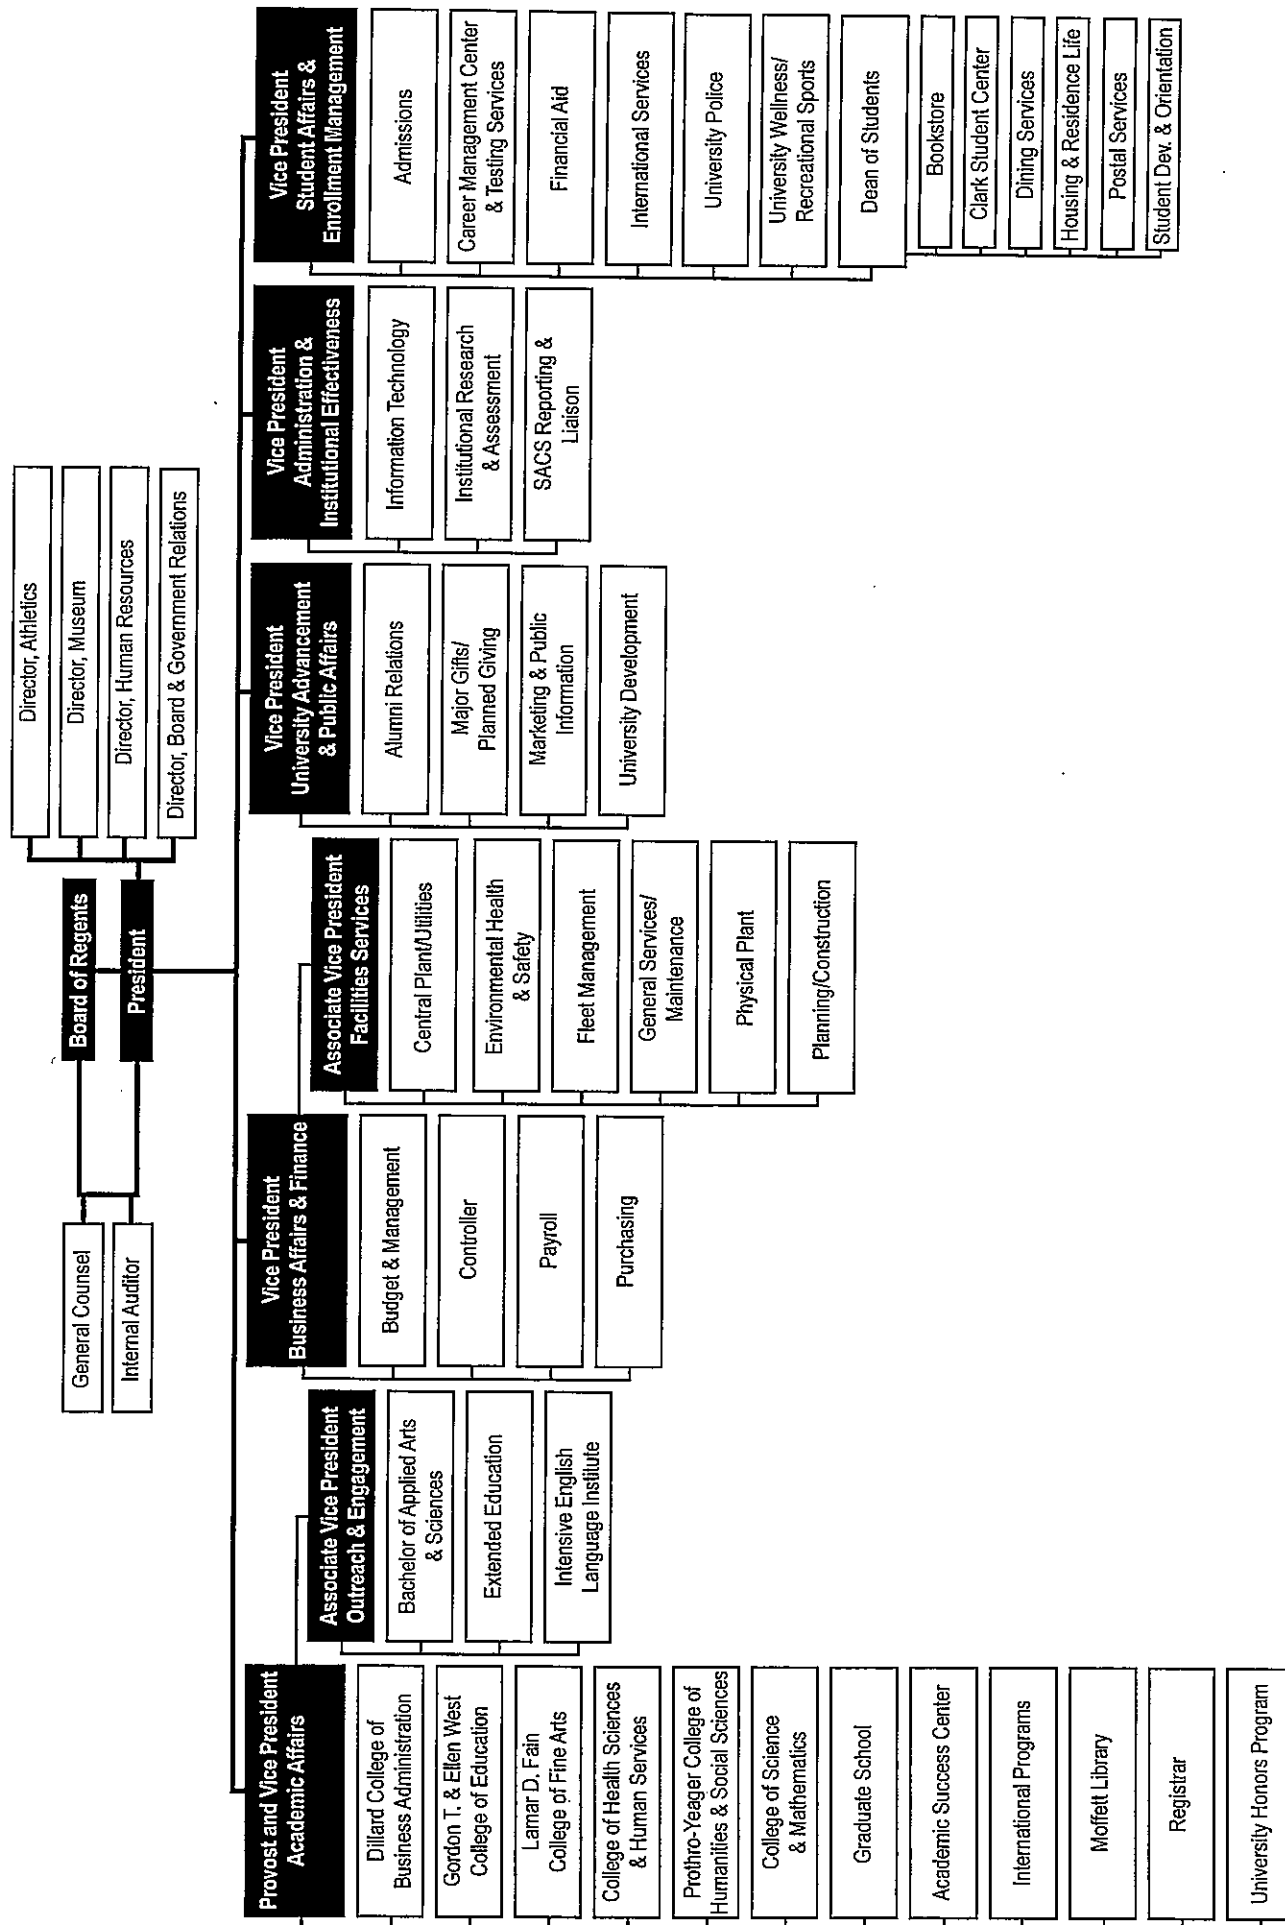 Board of Regents
President
General Counsel
Internal Auditor
Director, Athletics
Director, Museum
Director, Human Resources
Director, Board & Government Relations
Provost and Vice President
Academic Affairs
Dillard College of
Business Administration
Gordon T. & Ellen West
College of Education
Lamar D. Fain
College of Fine Arts
College of Health Sciences
& Human Services
Prothro-Yeager College of
Humanities & Social Sciences
College of Science
& Mathematics
Graduate School
Academic Success Center
International Programs
Moffett Library
Registrar
University Honors Program
Associate Vice President
Outreach & Engagement
Bachelor of Applied Arts
& Sciences
Extended Education
Intensive English
Language Institute
Vice President
Business Affairs & Finance
Budget & Management
Controller
Payroll
Purchasing
Associate Vice President
Facilities Services
Central Plant/Utilities
Environmental Health
& Safety
Fleet Management
General Services/
Maintenance
Physical Plant
Planning/Construction
Vice President
University Advancement
& Public Affairs
Alumni Relations
Major Gifts/
Planned Giving
Marketing & Public
Information
University Development
Vice President
Administration &
Institutional Effectiveness
Information Technology
Institutional Research
& Assessment
SACS Reporting &
Liaison
Vice President
Student Affairs &
Enrollment Management
Admissions
Career Management Center
& Testing Services
Financial Aid
International Services
University Police
University Wellness/
Recreational Sports
Dean of Students
Bookstore
Clark Student Center
Dining Services
Housing & Residence Life
Postal Services
Student Dev. & Orientation